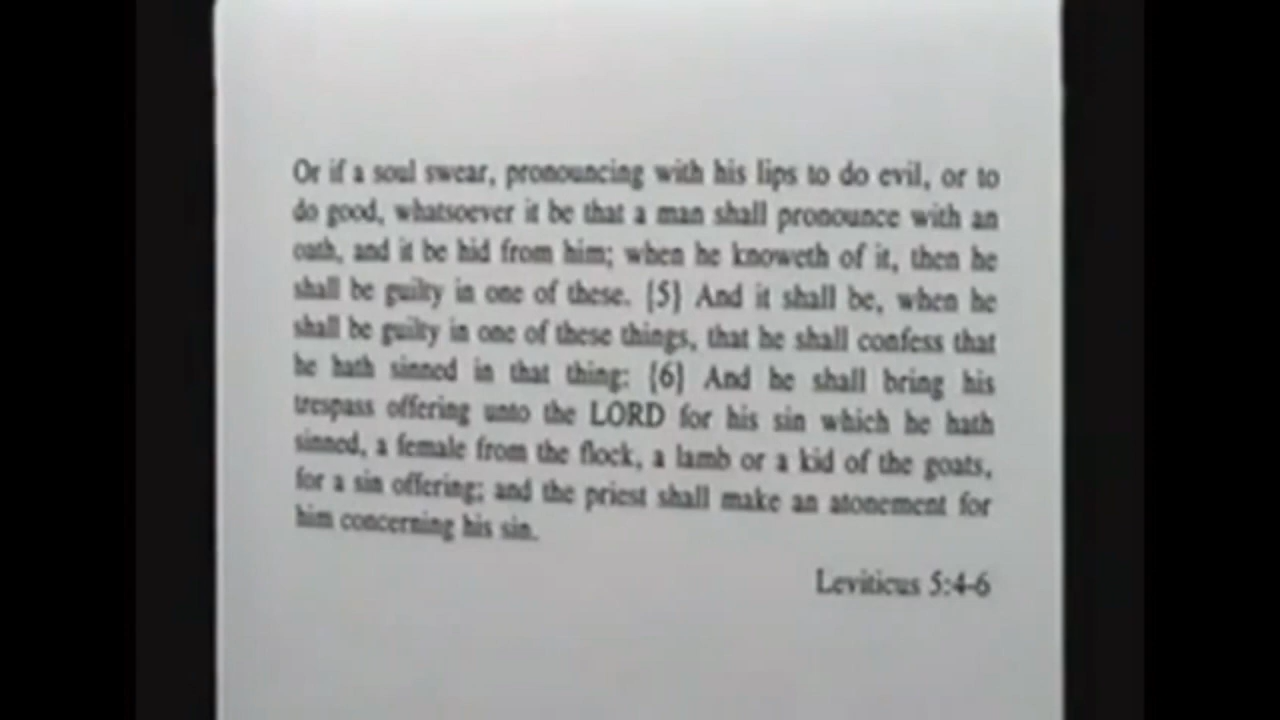 Or if a soul swear, pronouncing with his lips to do evil, or to
do good, whatsoever it be that a man shall pronounce with an
oath, and it be hid from him; when he knoweth of it, then he
shall be guilty in one of these. {5} And it shall be, when he
shall be guilty in one of these things, that he shall confess that
he hath sinned in that thing: {6} And he shall bring his
trespass offering unto the LORD for his sin which he hath
sinned, a female from the flock, a lamb or a kid of the goats,
for a sin offering; and the priest shall make an atonement for
him concerning his sin.
Leviticus 5:4-6